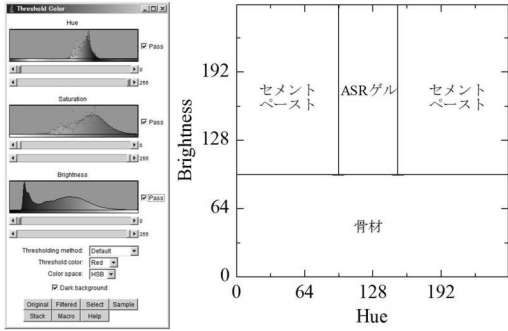 Threshold Color
Hue
Pass
0
255
Saturation
Pass
0
255
Brightness
Pass
0
255
Thresholding method: Default
Threshold color: Red
Color space: HSB
Dark background
Original Filtered Select Sample
Stack Macro Help
Brightness
192
128
64
0
セメント
ペースト
ASRゲル
セメント
ペースト
骨材
0 64 128 192
Hue